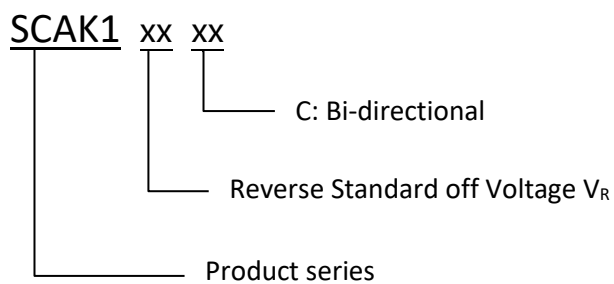 SCAK1 xx xx
C: Bi-directional
Reverse Standard off Voltage VR
Product series